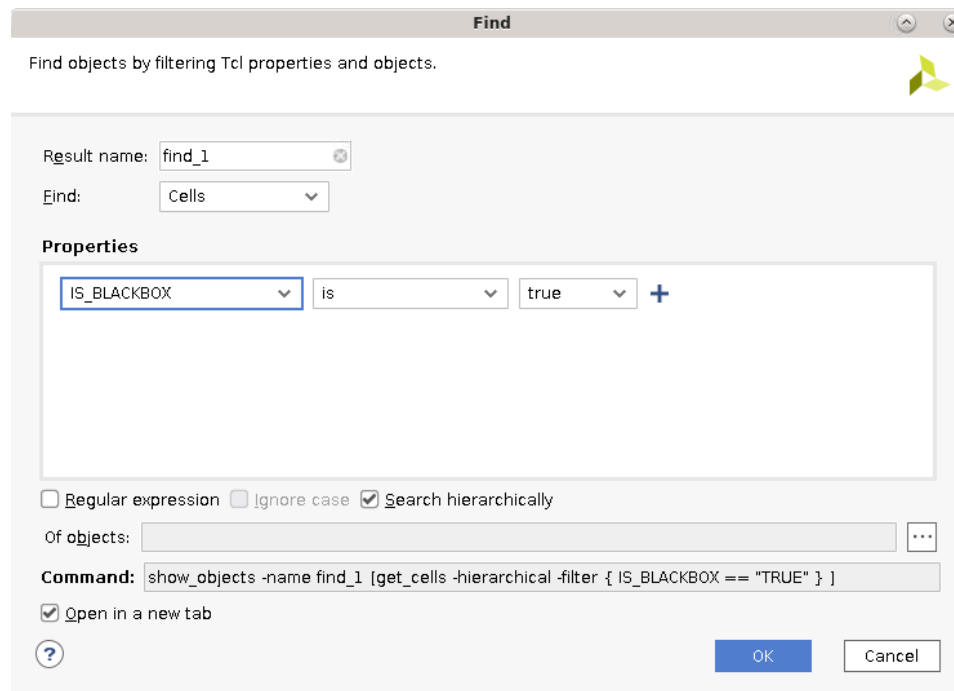 Find
Find objects by filtering Tcl properties and objects.
Result name: find_1
Find: Cells
Properties
IS_BLACKBOX is true
Regular expression Ignore case Search hierarchically
Of objects: ...
Command: show_objects -name find_1 [get_cells -hierarchical -filter { IS_BLACKBOX == "TRUE" } ]
Open in a new tab
? OK Cancel